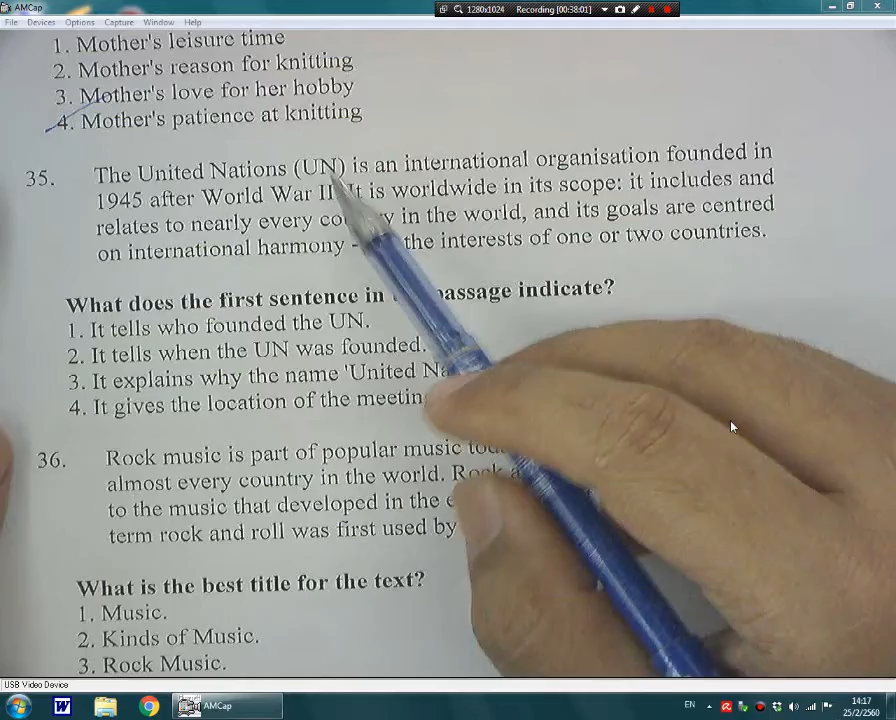 AMCap
1280x1024 Recording [00:38:01]
File Devices Options Capture Window Help
1. Mother's leisure time
2. Mother's reason for knitting
3. Mother's love for her hobby
4. Mother's patience at knitting
35. The United Nations (UN) is an international organisation founded in
1945 after World War II. It is worldwide in its scope: it includes and
relates to nearly every in the world, and its goals are centred
on international harmony - the interests of one or two countries.
What does the first sentence in passage indicate?
1. It tells who founded the UN.
2. It tells when the UN was founded.
3. It explains why the name 'United
4. It gives the location of the
36. Rock music is part of popular music
almost every country in the world. Rock
to the music that developed in the
term rock and roll was first used by
What is the best title for the text?
1. Music.
2. Kinds of Music.
3. Rock Music.
USB Video Device
W AMCap EN 14:17
25/2/2560